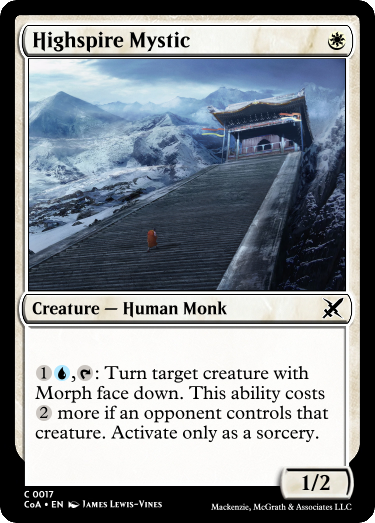 Highspire Mystic
Creature — Human Monk
1, : Turn target creature with
Morph face down. This ability costs
2 more if an opponent controls that
creature. Activate only as a sorcery.
1/2
C 0017
CoA • EN James Lewis-Vines
Mackenzie, McGrath & Associates LLC